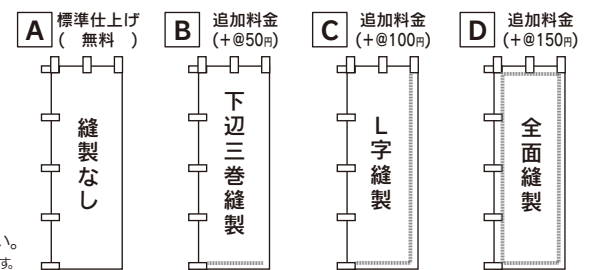 A 標準仕上げ
( 無料 )
B 追加料金
(+@50円)
C 追加料金
(+@100円)
D 追加料金
(+@150円)
縫製なし
下辺三巻縫製
L字縫製
全面縫製
い。
す。